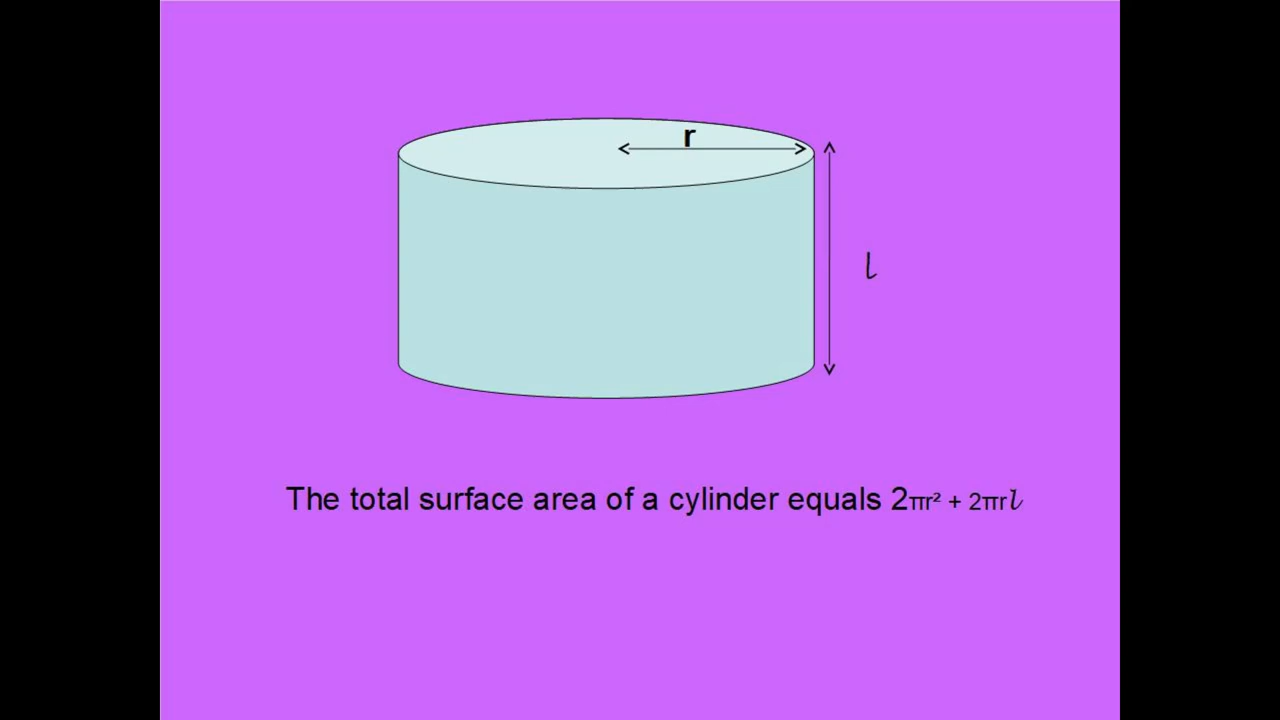 r
l
The total surface area of a cylinder equals 2πr² + 2πrl